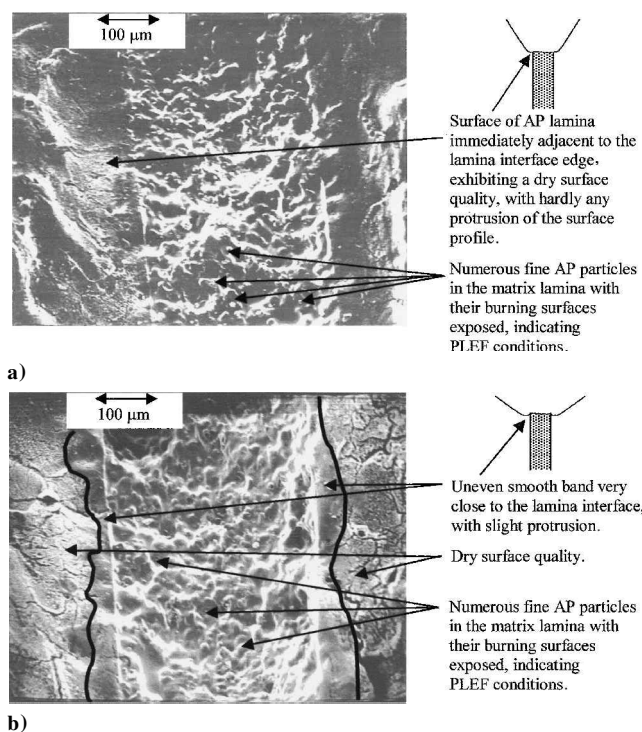 100 μm
Surface of AP lamina
immediately adjacent to the
lamina interface edge,
exhibiting a dry surface
quality, with hardly any
protrusion of the surface
profile.
Numerous fine AP particles
in the matrix lamina with
their burning surfaces
exposed, indicating
PLEF conditions.
a)
100 μm
Uneven smooth band very
close to the lamina interface,
with slight protrusion.
Dry surface quality.
Numerous fine AP particles
in the matrix lamina with
their burning surfaces
exposed, indicating
PLEF conditions.
b)